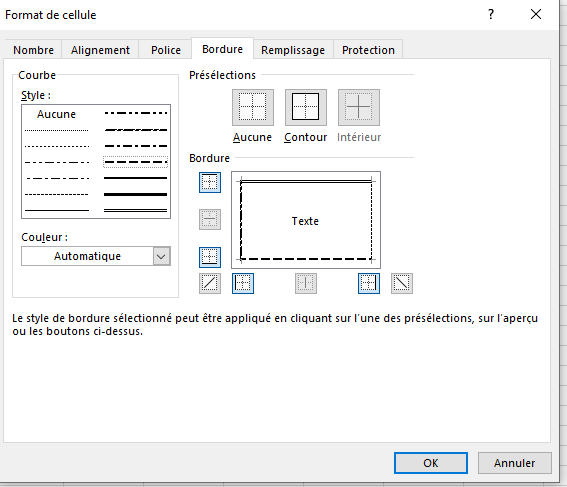 Format de cellule
Nombre Alignement Police Bordure Remplissage Protection
Courbe
Style :
Aucune
Couleur :
Automatique
Présélections
Aucune Contour Intérieur
Bordure
Texte
Le style de bordure sélectionné peut être appliqué en cliquant sur l'une des présélections, sur l'aperçu
ou les boutons ci-dessus.
OK Annuler